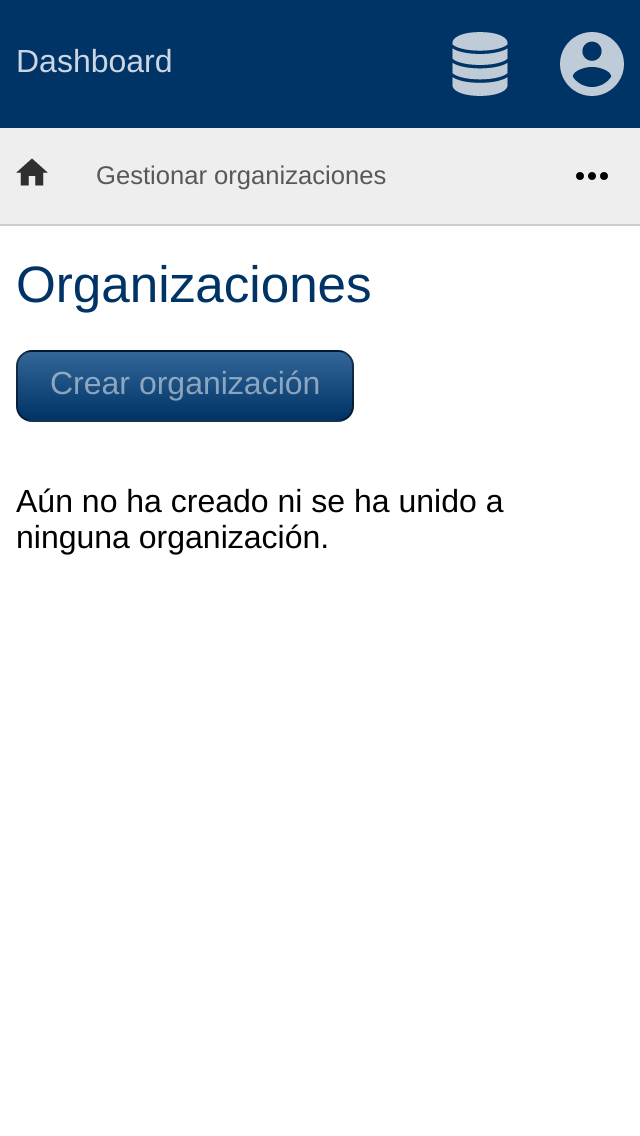 Dashboard
Gestionar organizaciones
Organizaciones
Crear organización
Aún no ha creado ni se ha unido a
ninguna organización.